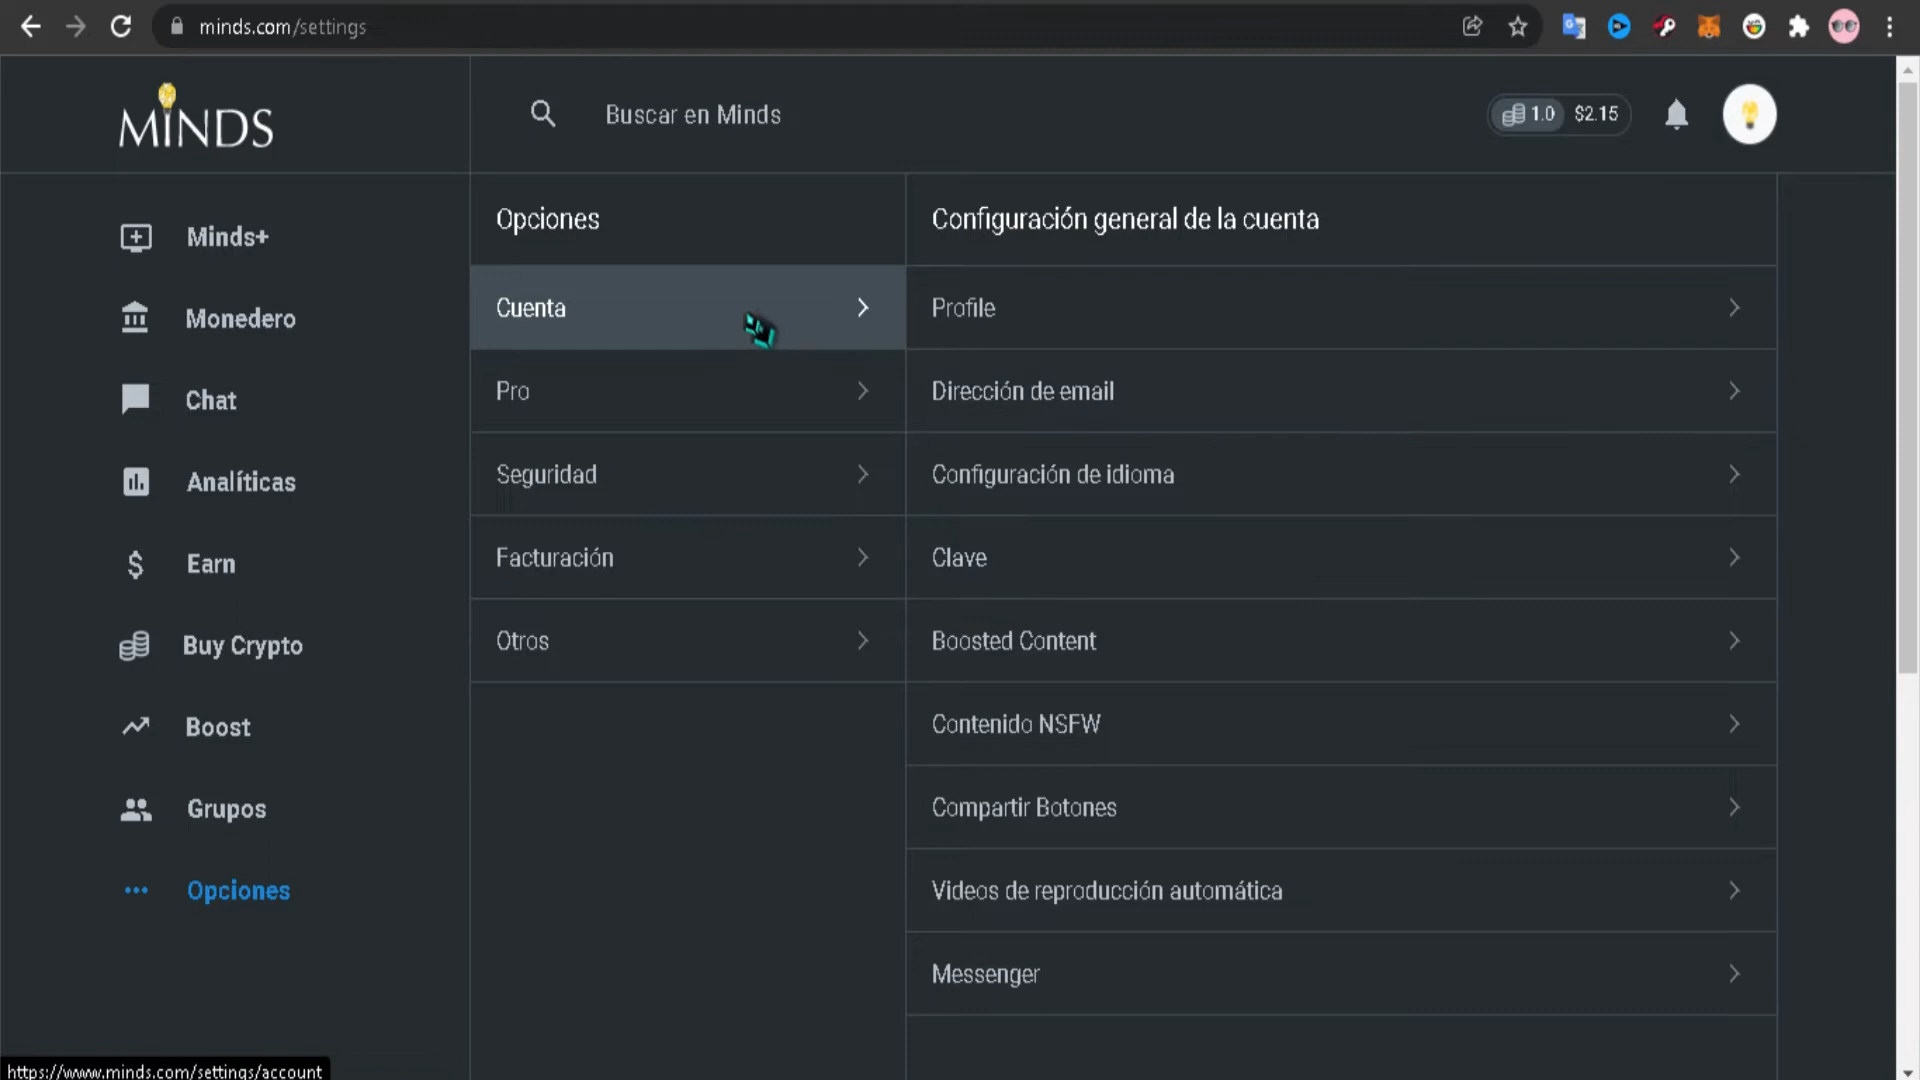 minds.com/settings
MINDS
Buscar en Minds
1.0 $2.15
Minds+
Monedero
Chat
Analíticas
Earn
Buy Crypto
Boost
Grupos
Opciones
Opciones
Cuenta
Pro
Seguridad
Facturación
Otros
Configuración general de la cuenta
Profile
Dirección de email
Configuración de idioma
Clave
Boosted Content
Contenido NSFW
Compartir Botones
Videos de reproducción automática
Messenger
https://www.minds.com/settings/account